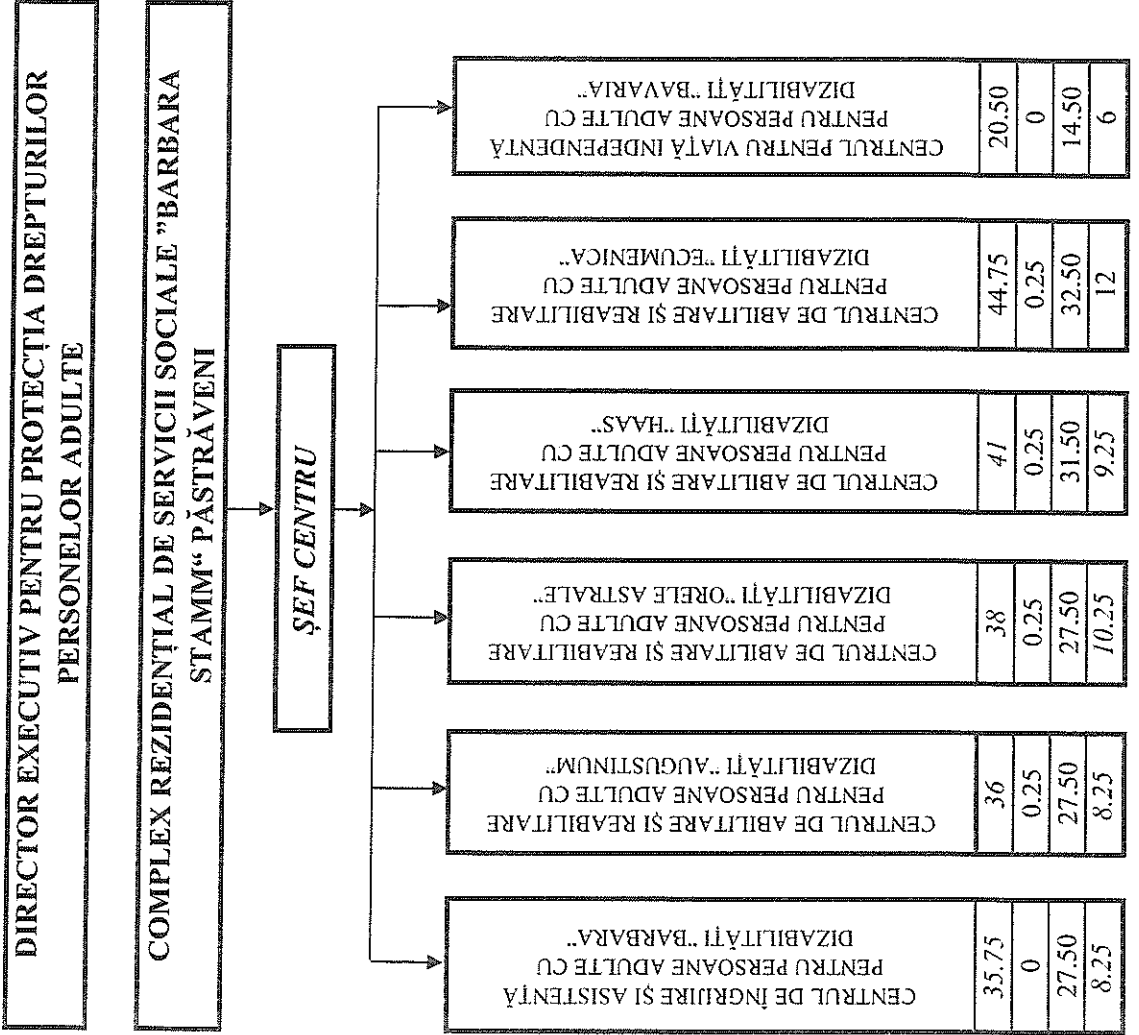 DIRECTOR EXECUTIV PENTRU PROTECȚIA DREPTURILOR
PERSONELOR ADULTE
COMPLEX REZIDENȚIAL DE SERVICII SOCIALE ”BARBARA
STAMM“ PĂSTRĂVENI
ȘEF CENTRU
CENTRUL DE ÎNGRIJIRE ȘI ASISTENȚĂ
PENTRU PERSOANE ADULTE CU
DIZABILITĂȚI "BARBARA"
35.75
0
27.50
8.25
CENTRUL DE ABILITARE ȘI REABILITARE
PENTRU PERSOANE ADULTE CU
DIZABILITĂȚI "AUGUSTINUM"
36
0.25
27.50
8.25
CENTRUL DE ABILITARE ȘI REABILITARE
PENTRU PERSOANE ADULTE CU
DIZABILITĂȚI "ORELE ASTRALE"
38
0.25
27.50
10.25
CENTRUL DE ABILITARE ȘI REABILITARE
PENTRU PERSOANE ADULTE CU
DIZABILITĂȚI "HAAS"
41
0.25
31.50
9.25
CENTRUL DE ABILITARE ȘI REABILITARE
PENTRU PERSOANE ADULTE CU
DIZABILITĂȚI "ECUMENICA"
44.75
0.25
32.50
12
CENTRUL PENTRU VIAȚĂ INDEPENDENTĂ
PENTRU PERSOANE ADULTE CU
DIZABILITĂȚI "BAVARIA"
20.50
0
14.50
6